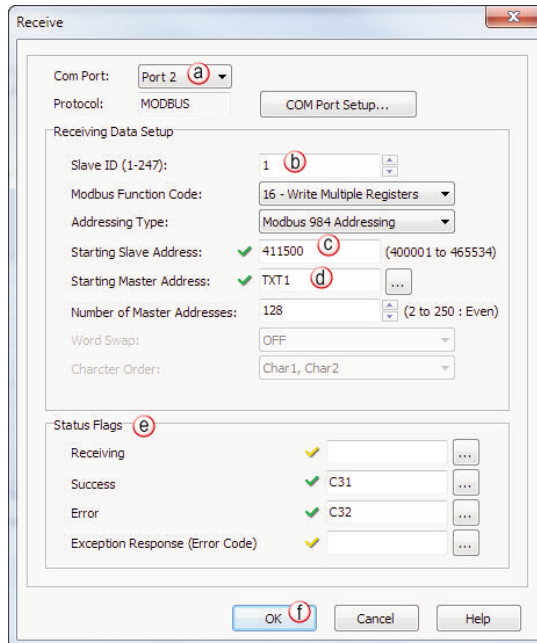 Receive
Com Port: Port 2 a
Protocol: MODBUS COM Port Setup...
Receiving Data Setup
Slave ID (1-247): 1 b
Modbus Function Code: 16 - Write Multiple Registers
Addressing Type: Modbus 984 Addressing
Starting Slave Address: 411500 c (400001 to 465534)
Starting Master Address: TXT1 d ...
Number of Master Addresses: 128 (2 to 250 : Even)
Word Swap: OFF
Charcter Order: Char1, Char2
Status Flags e
Receiving ...
Success C31 ...
Error C32 ...
Exception Response (Error Code) ...
OK f Cancel Help